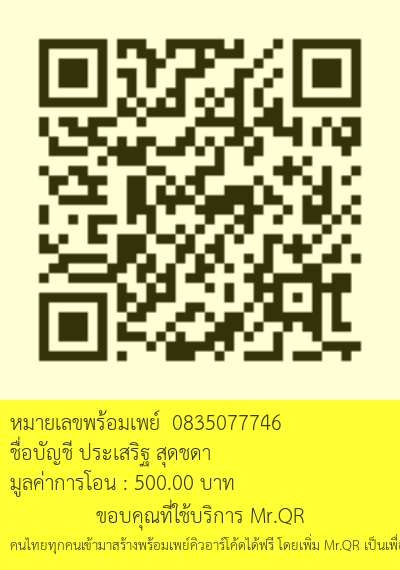 หมายเลขพร้อมเพย์ 0835077746
ชื่อบัญชี ประเสริฐ สุดชดา
มูลค่าการโอน : 500.00 บาท
ขอบคุณที่ใช้บริการ Mr.QR
คนไทยทุกคนเข้ามาสร้างพร้อมเพย์คิวอาร์โค้ดได้ฟรี โดยเพิ่ม Mr.QR เป็นเพื่